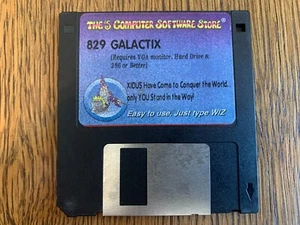 THE $5 COMPUTER SOFTWARE STORE®
829 GALACTIX
(Requires VGA monitor, Hard Drive &
386 or Better)
XIDUS Have Come to Conquer the World.
only YOU Stand in the Way!
Easy to use, Just type WIZ